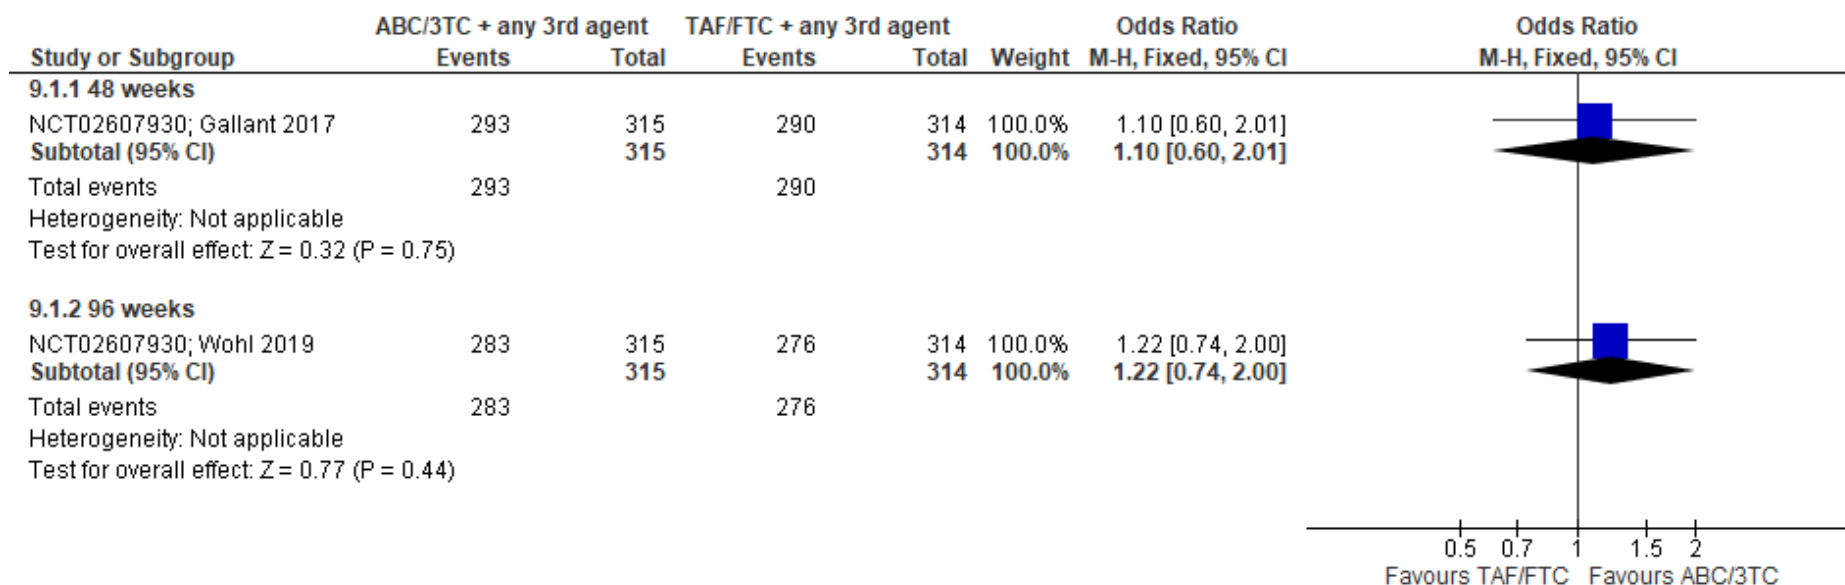 ABC/3TC + any 3rd agent TAF/FTC + any 3rd agent Odds Ratio Odds Ratio
Study or Subgroup Events Total Events Total Weight M-H, Fixed, 95% CI M-H, Fixed, 95% CI
9.1.1 48 weeks
NCT02607930; Gallant 2017 293 315 290 314 100.0% 1.10 [0.60, 2.01]
Subtotal (95% CI) 315 314 100.0% 1.10 [0.60, 2.01]
Total events 293 290
Heterogeneity: Not applicable
Test for overall effect: Z = 0.32 (P = 0.75)
9.1.2 96 weeks
NCT02607930; Wohl 2019 283 315 276 314 100.0% 1.22 [0.74, 2.00]
Subtotal (95% CI) 315 314 100.0% 1.22 [0.74, 2.00]
Total events 283 276
Heterogeneity: Not applicable
Test for overall effect: Z = 0.77 (P = 0.44)
0.5 0.7 1 1.5 2
Favours TAF/FTC Favours ABC/3TC